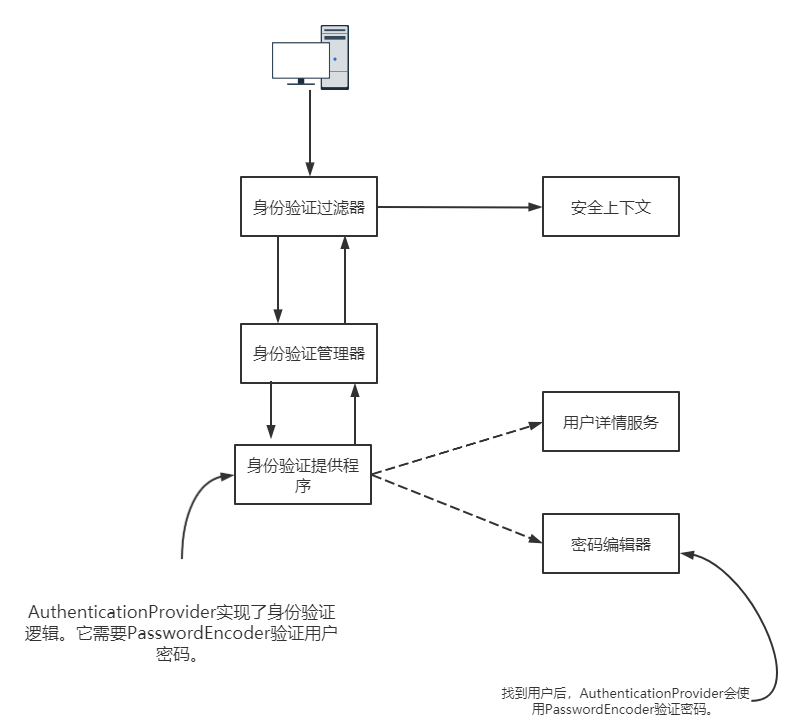 身份验证过滤器
安全上下文
身份验证管理器
用户详情服务
身份验证提供程
序
密码编辑器
AuthenticationProvider实现了身份验证
逻辑。它需要PasswordEncoder验证用户
密码。
找到用户后，AuthenticationProvider会使
用PasswordEncoder验证密码。